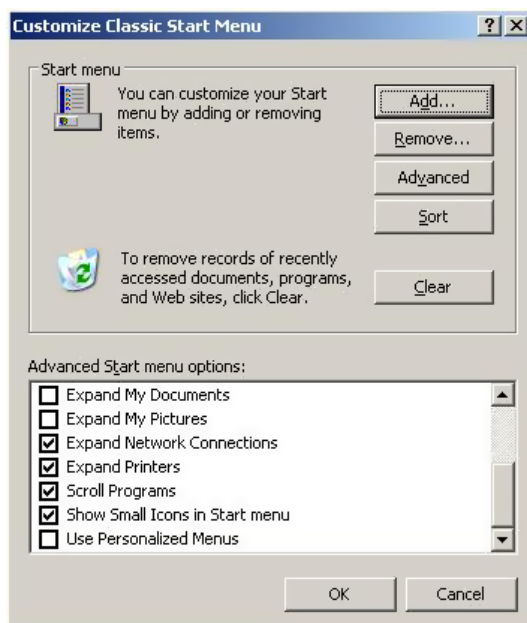 Customize Classic Start Menu
Start menu
You can customize your Start
menu by adding or removing
items.
Add...
Remove...
Advanced
Sort
To remove records of recently
accessed documents, programs,
and Web sites, click Clear.
Clear
Advanced Start menu options:
Expand My Documents
Expand My Pictures
Expand Network Connections
Expand Printers
Scroll Programs
Show Small Icons in Start menu
Use Personalized Menus
OK
Cancel